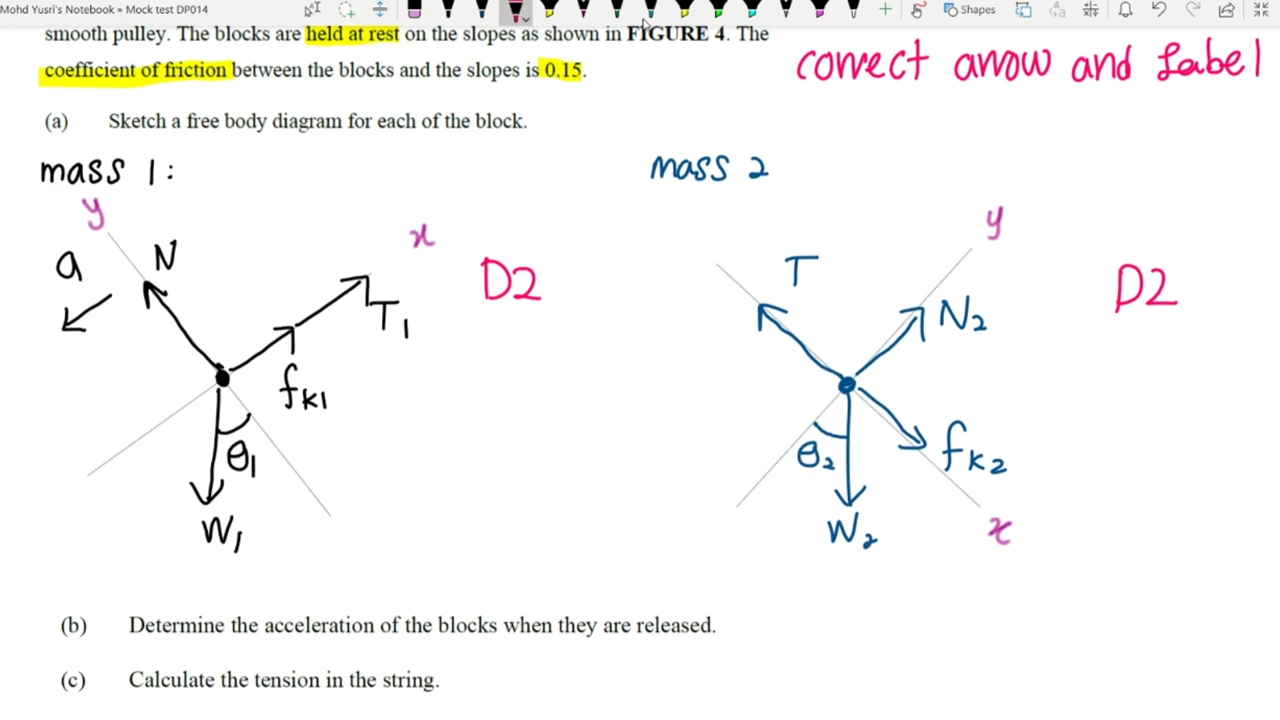 Mohd Yusri's Notebook » Mock test DP014
Shapes
smooth pulley. The blocks are held at rest on the slopes as shown in FIGURE 4. The
coefficient of friction between the blocks and the slopes is 0.15.
correct arrow and label
(a) Sketch a free body diagram for each of the block.
mass 1:
mass 2
y
a
N
x
D2
T1
fK1
θ1
W1
y
T
N2
D2
θ2
fK2
W2
x
(b) Determine the acceleration of the blocks when they are released.
(c) Calculate the tension in the string.